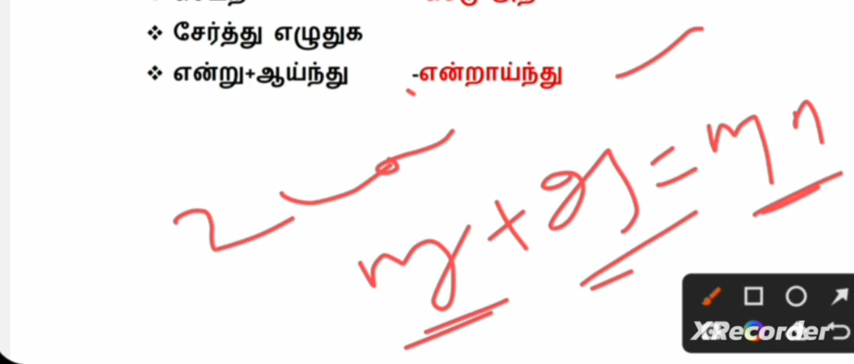 ❖ சேர்த்து எழுதுக
❖ என்று+ஆய்ந்து -என்றாய்ந்து
உ
று + ஆ = றா
XRecorder